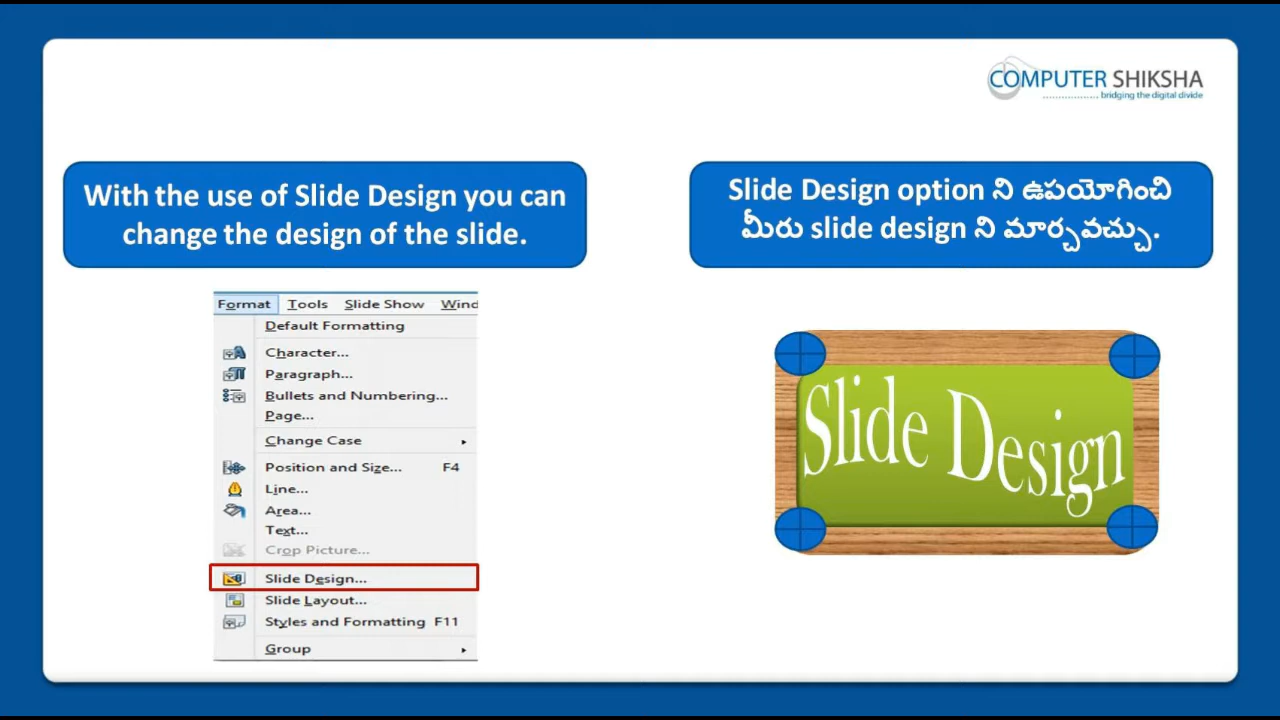 COMPUTER SHIKSHA
bridging the digital divide
With the use of Slide Design you can
change the design of the slide.
Slide Design option ని ఉపయోగించి
మీరు slide design ని మార్చవచ్చు.
Format Tools Slide Show Wind
Default Formatting
Character...
Paragraph...
Bullets and Numbering...
Page...
Change Case
Position and Size... F4
Line...
Area...
Text...
Crop Picture...
Slide Design...
Slide Layout...
Styles and Formatting F11
Group
Slide Design